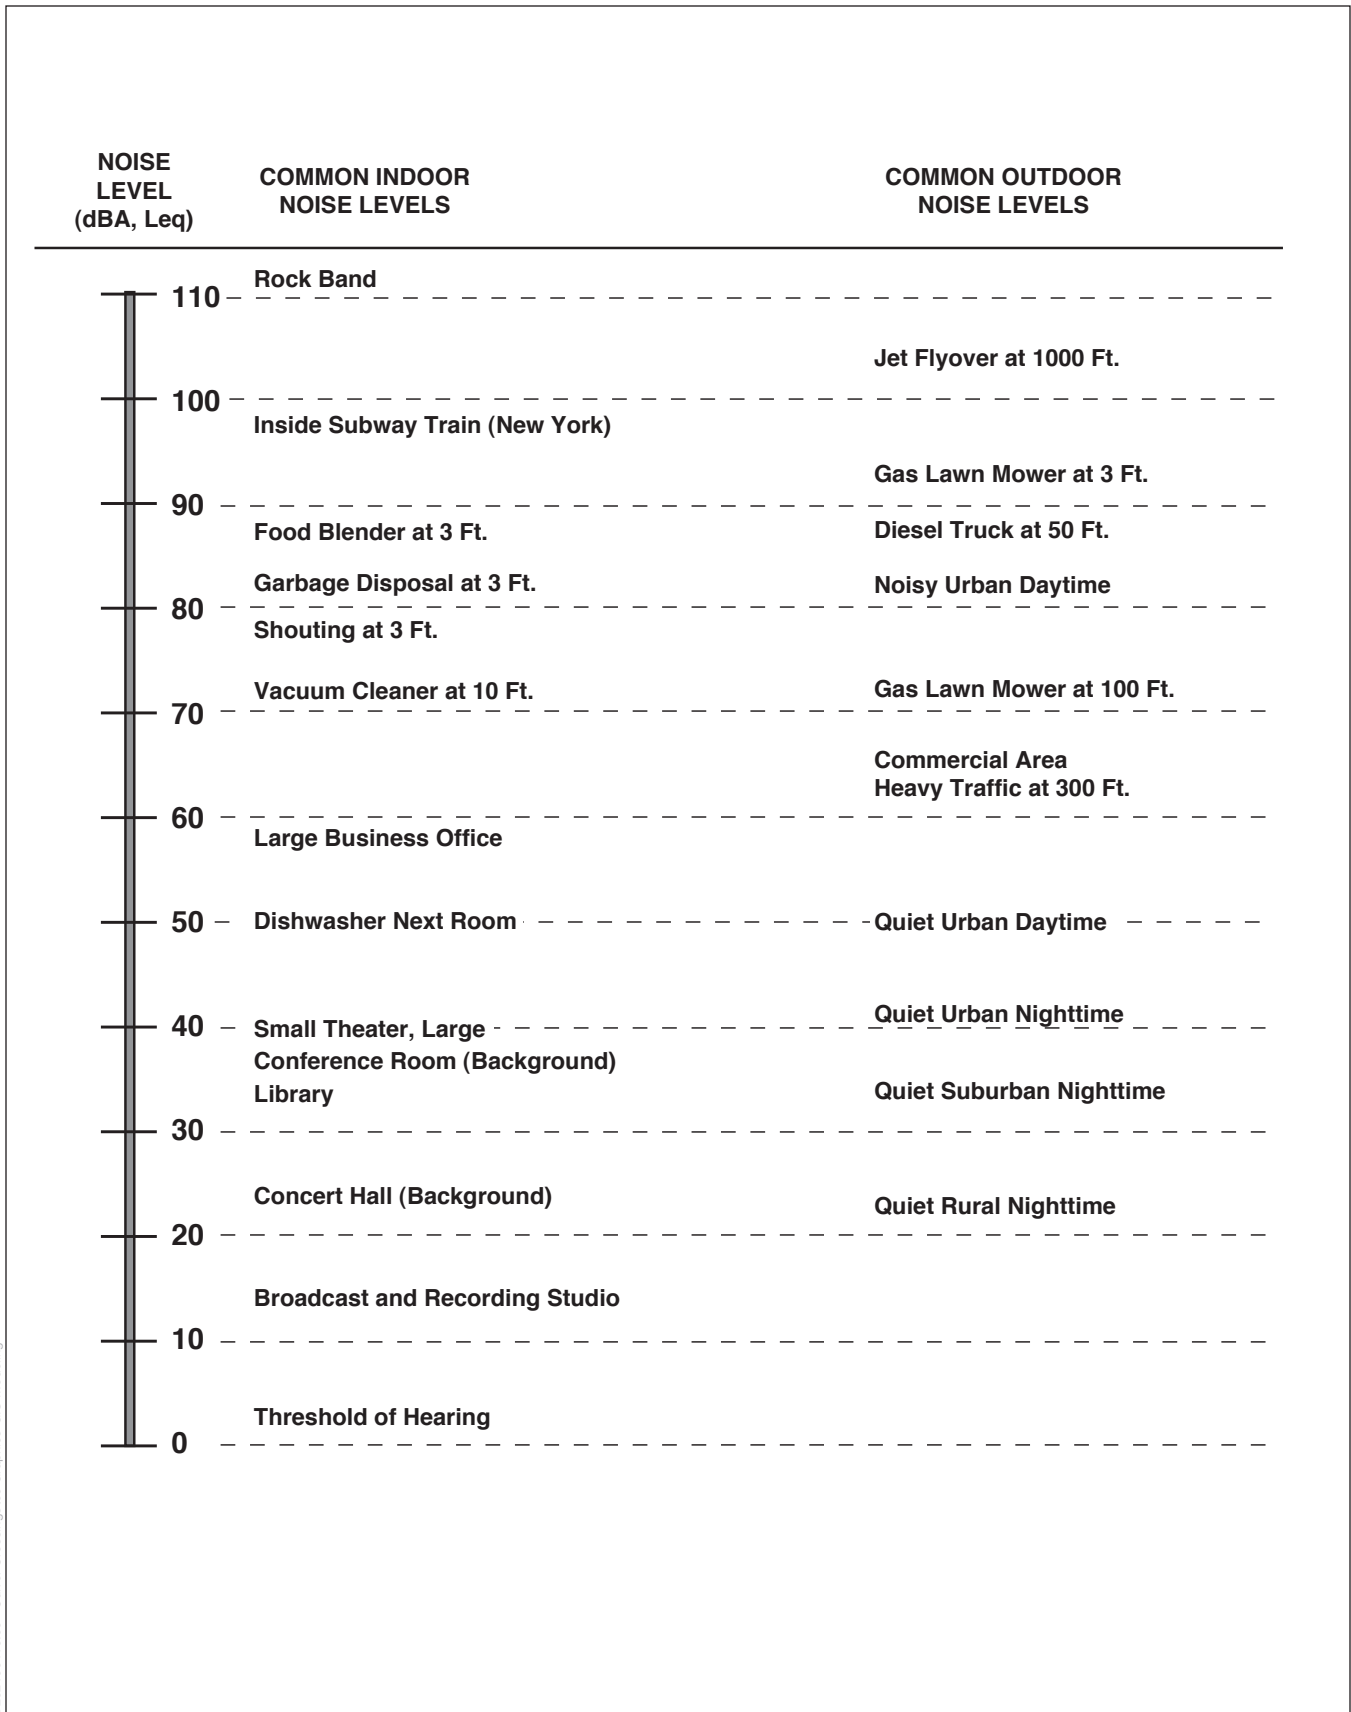 NOISE
LEVEL
(dBA, Leq)
COMMON INDOOR
NOISE LEVELS
COMMON OUTDOOR
NOISE LEVELS
Rock Band
110
Jet Flyover at 1000 Ft.
100
Inside Subway Train (New York)
Gas Lawn Mower at 3 Ft.
90
Food Blender at 3 Ft.
Diesel Truck at 50 Ft.
Garbage Disposal at 3 Ft.
Noisy Urban Daytime
80
Shouting at 3 Ft.
Vacuum Cleaner at 10 Ft.
Gas Lawn Mower at 100 Ft.
70
Commercial Area
Heavy Traffic at 300 Ft.
60
Large Business Office
50
Dishwasher Next Room
Quiet Urban Daytime
Quiet Urban Nighttime
40
Small Theater, Large
Conference Room (Background)
Library
Quiet Suburban Nighttime
30
Concert Hall (Background)
Quiet Rural Nighttime
20
Broadcast and Recording Studio
10
Threshold of Hearing
0